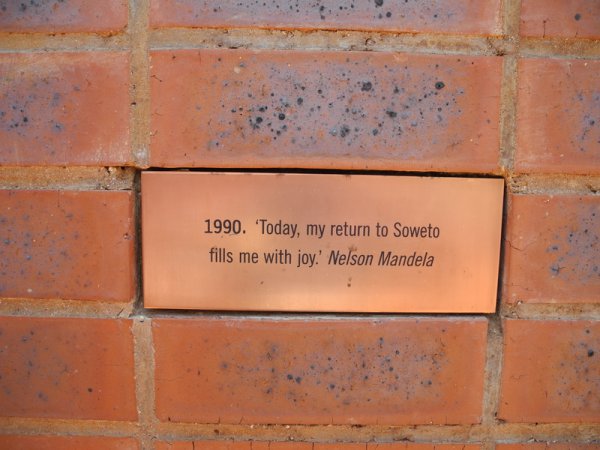 1990. ‘Today, my return to Soweto
fills me with joy.’ Nelson Mandela